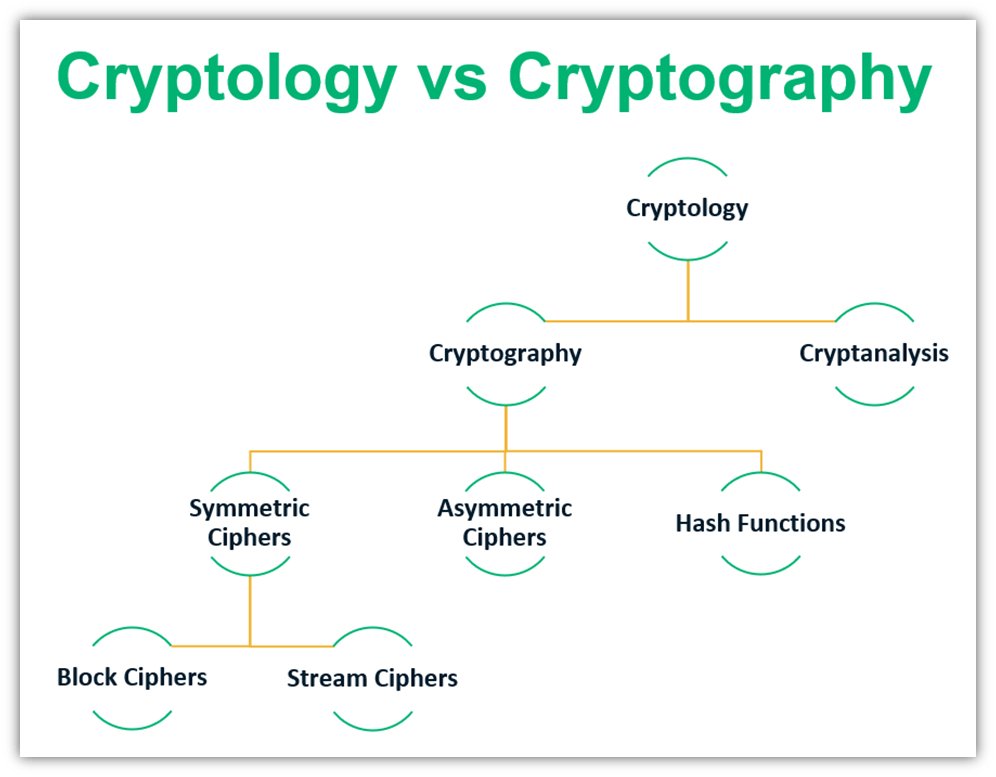 Cryptology vs Cryptography
Cryptology
Cryptography
Cryptanalysis
Symmetric
Ciphers
Asymmetric
Ciphers
Hash Functions
Block Ciphers
Stream Ciphers